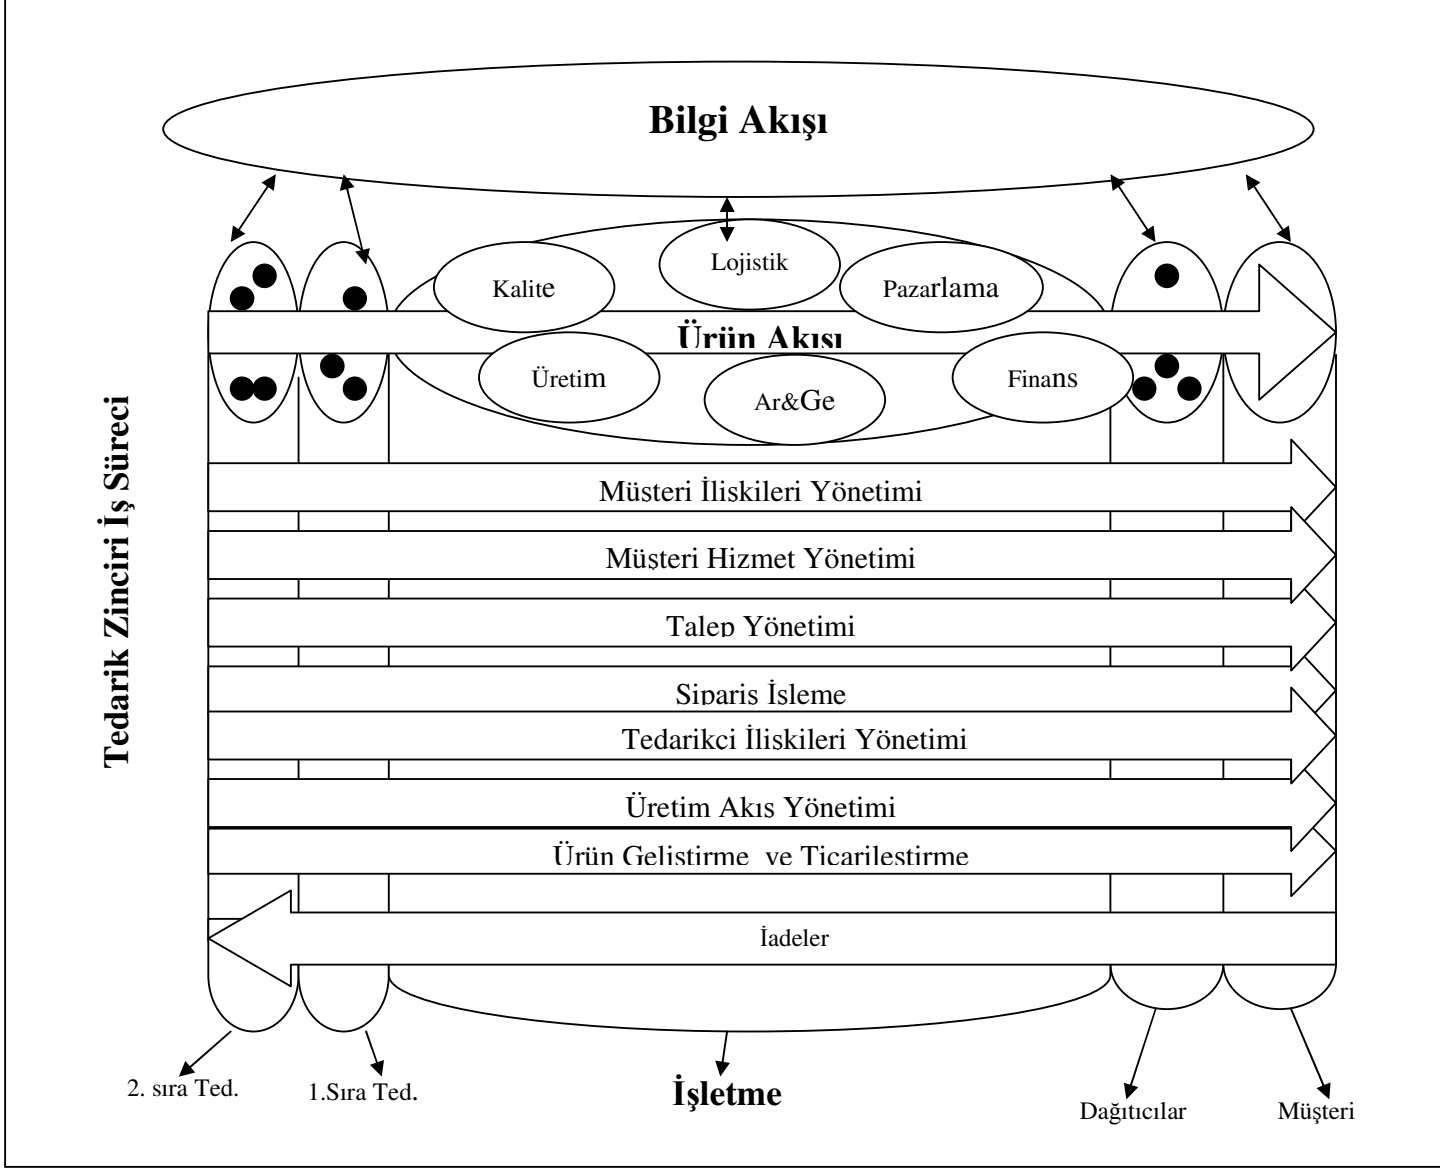 Bilgi Akışı
Lojistik
Kalite
Pazarlama
Ürün Akışı
Üretim
Ar&Ge
Finans
Tedarik Zinciri İş Süreci
Müşteri İlişkileri Yönetimi
Müşteri Hizmet Yönetimi
Talep Yönetimi
Sipariş İşleme
Tedarikçi İlişkileri Yönetimi
Üretim Akış Yönetimi
Ürün Geliştirme ve Ticarileştirme
İadeler
2. sıra Ted.
1.Sıra Ted.
İşletme
Dağıtıcılar
Müşteri